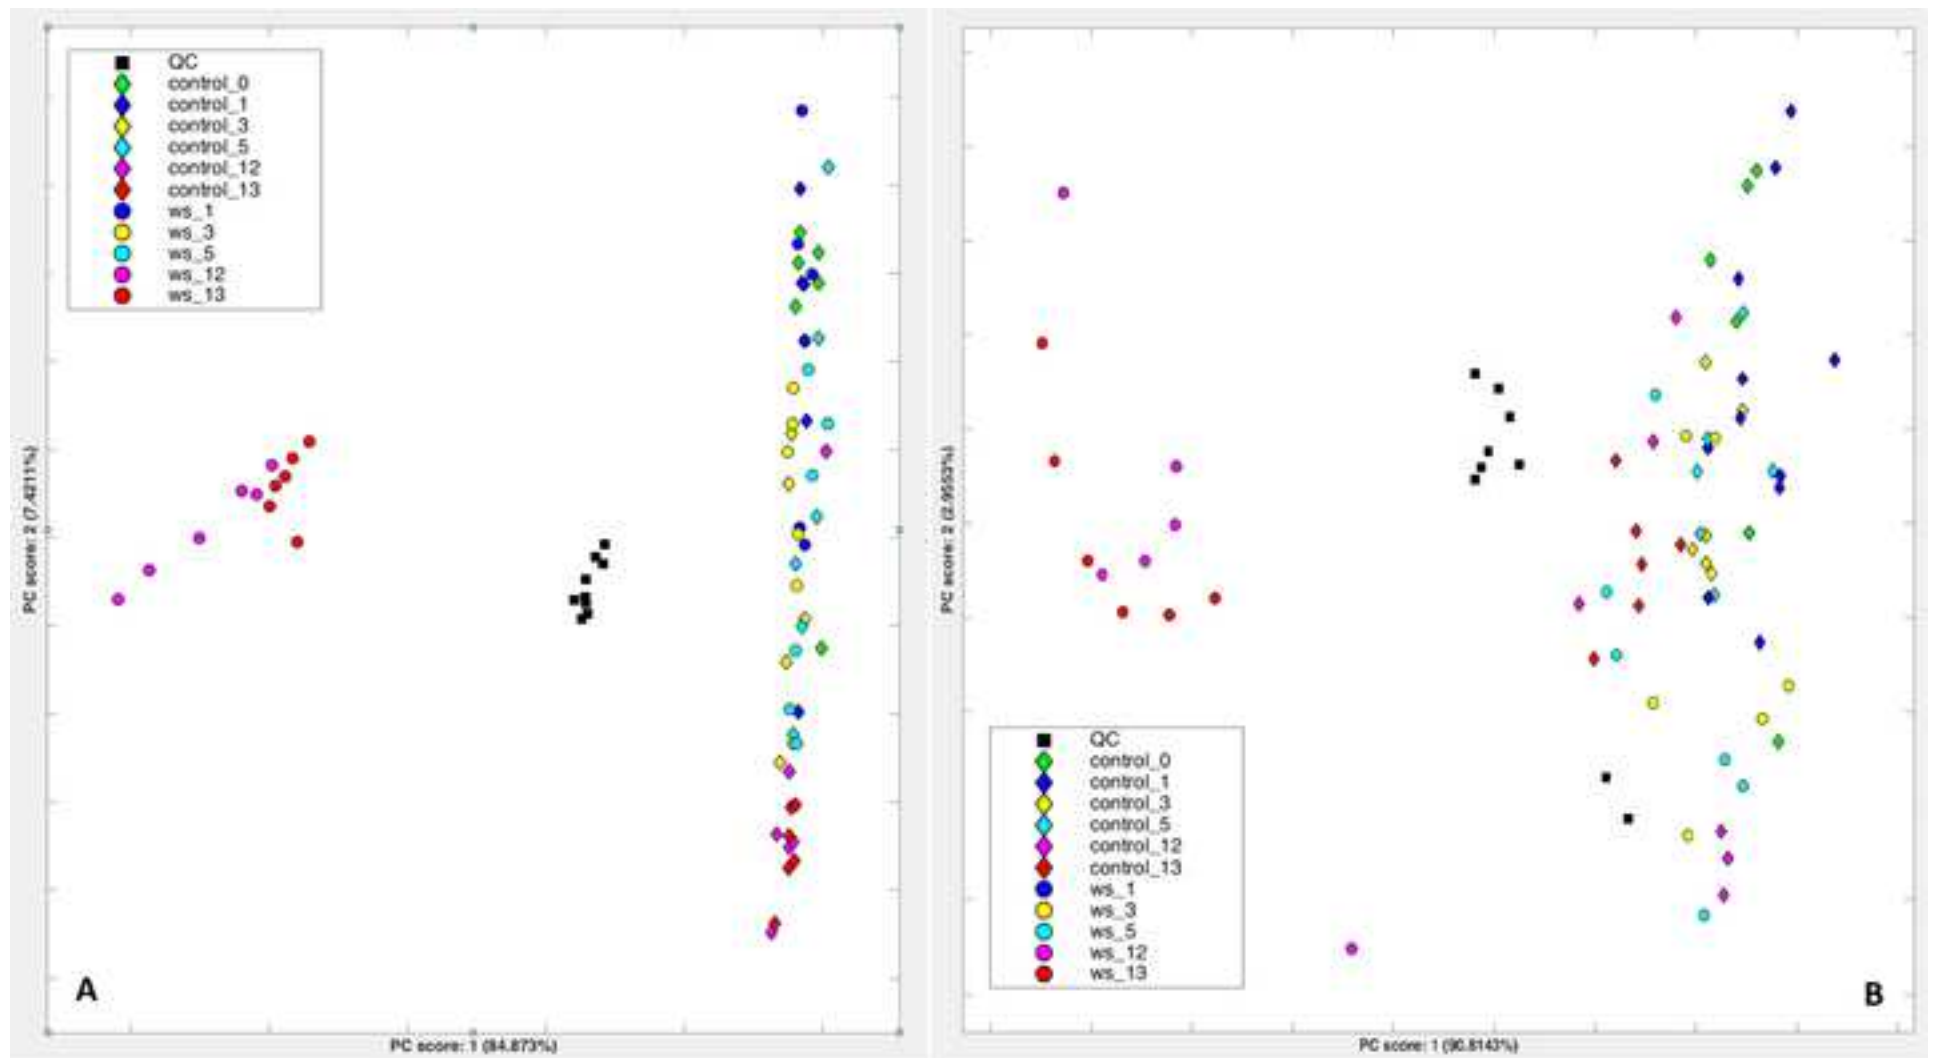 QC
control_0
control_1
control_3
control_5
control_12
control_13
ws_1
ws_3
ws_5
ws_12
ws_13
PC score: 2 (7.4211%)
A
PC score: 1 (84.873%)
PC score: 2 (2.9553%)
QC
control_0
control_1
control_3
control_5
control_12
control_13
ws_1
ws_3
ws_5
ws_12
ws_13
B
PC score: 1 (90.8143%)